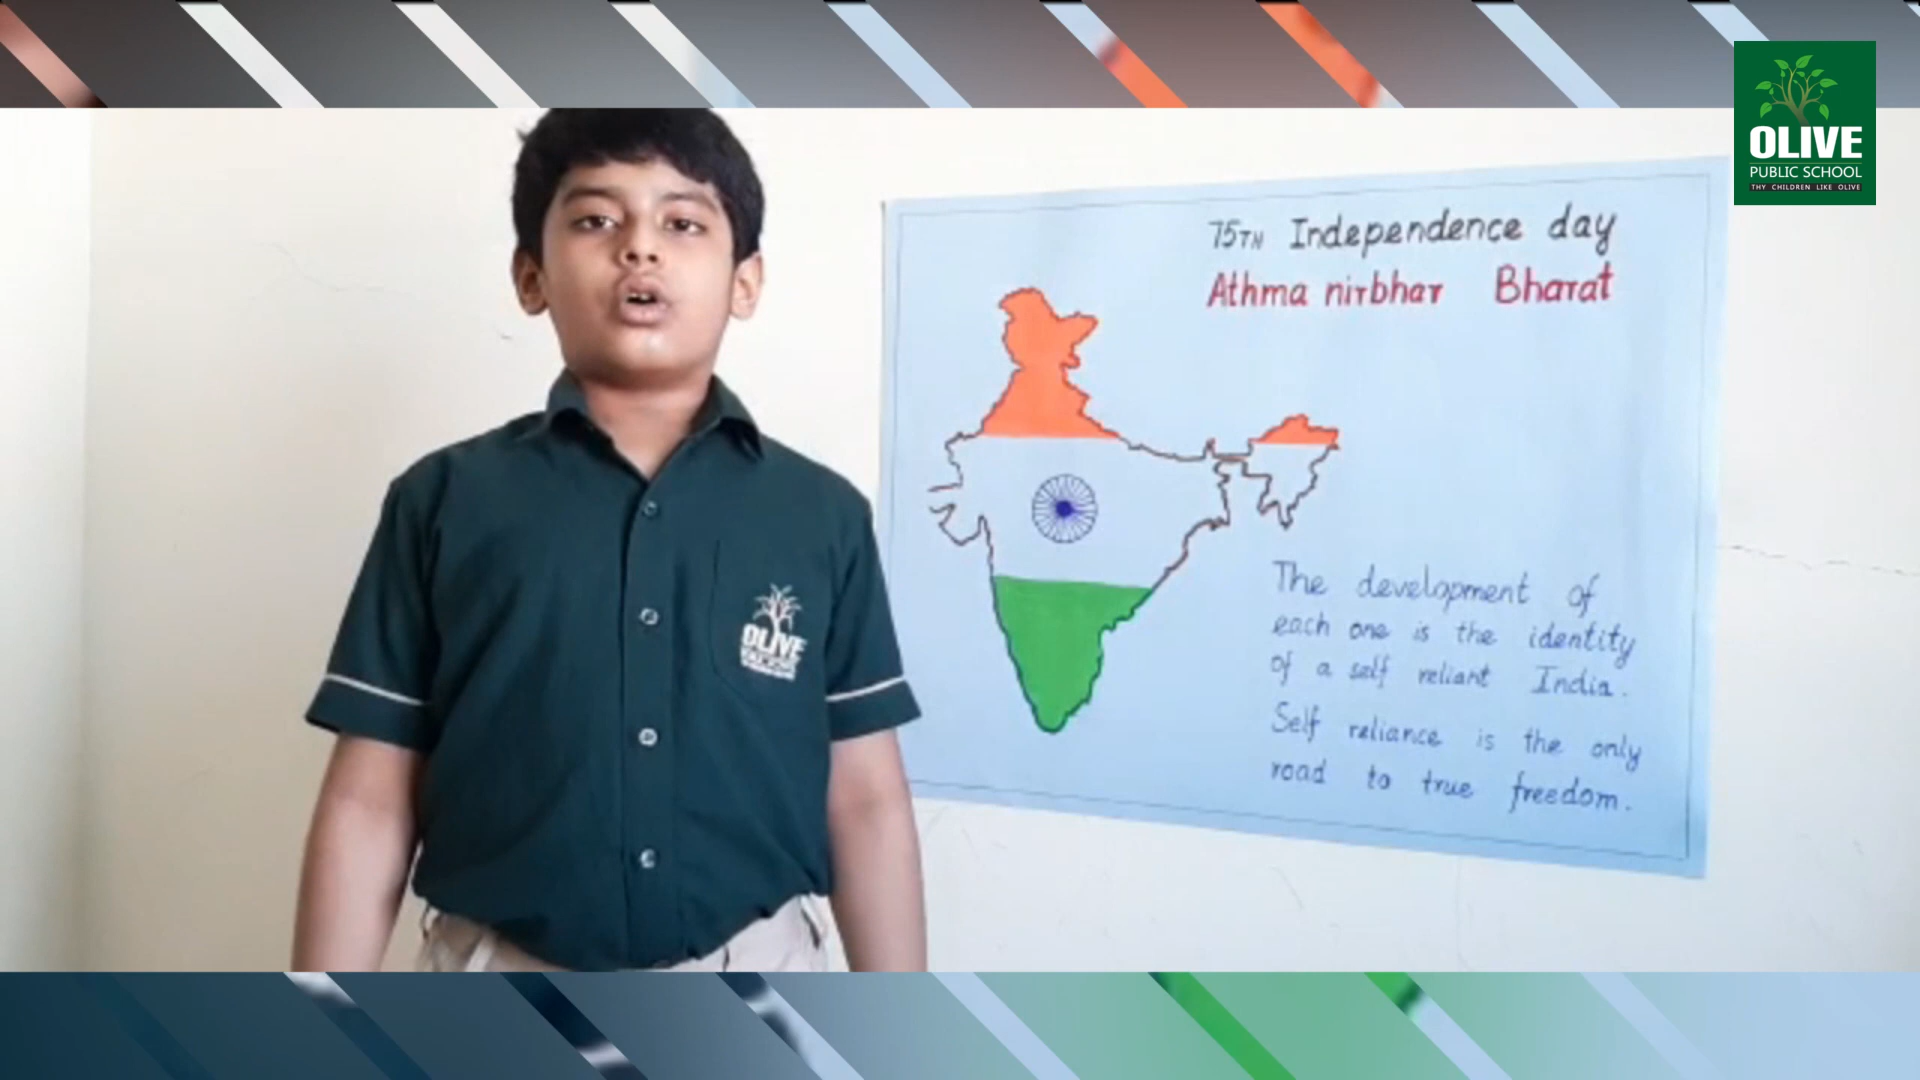 OLIVE
PUBLIC SCHOOL
THY CHILDREN LIKE OLIVE
75TH Independence day
Athma nirbhar Bharat
The development of
each one is the identity
of a self reliant India.
Self reliance is the only
road to true freedom.
OLIVE